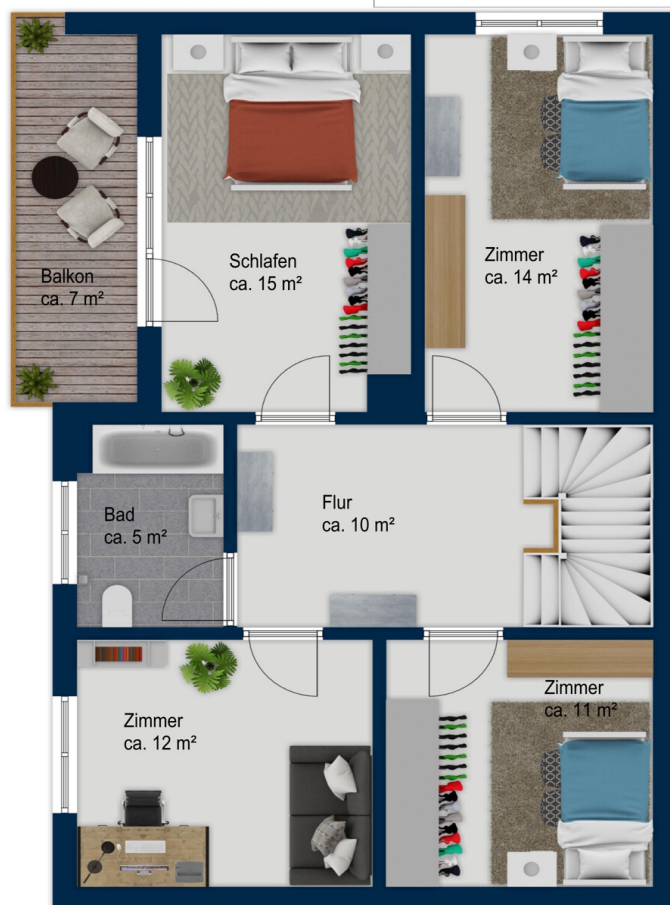 Balkon
ca. 7 m²
Schlafen
ca. 15 m²
Zimmer
ca. 14 m²
Bad
ca. 5 m²
Flur
ca. 10 m²
Zimmer
ca. 12 m²
Zimmer
ca. 11 m²